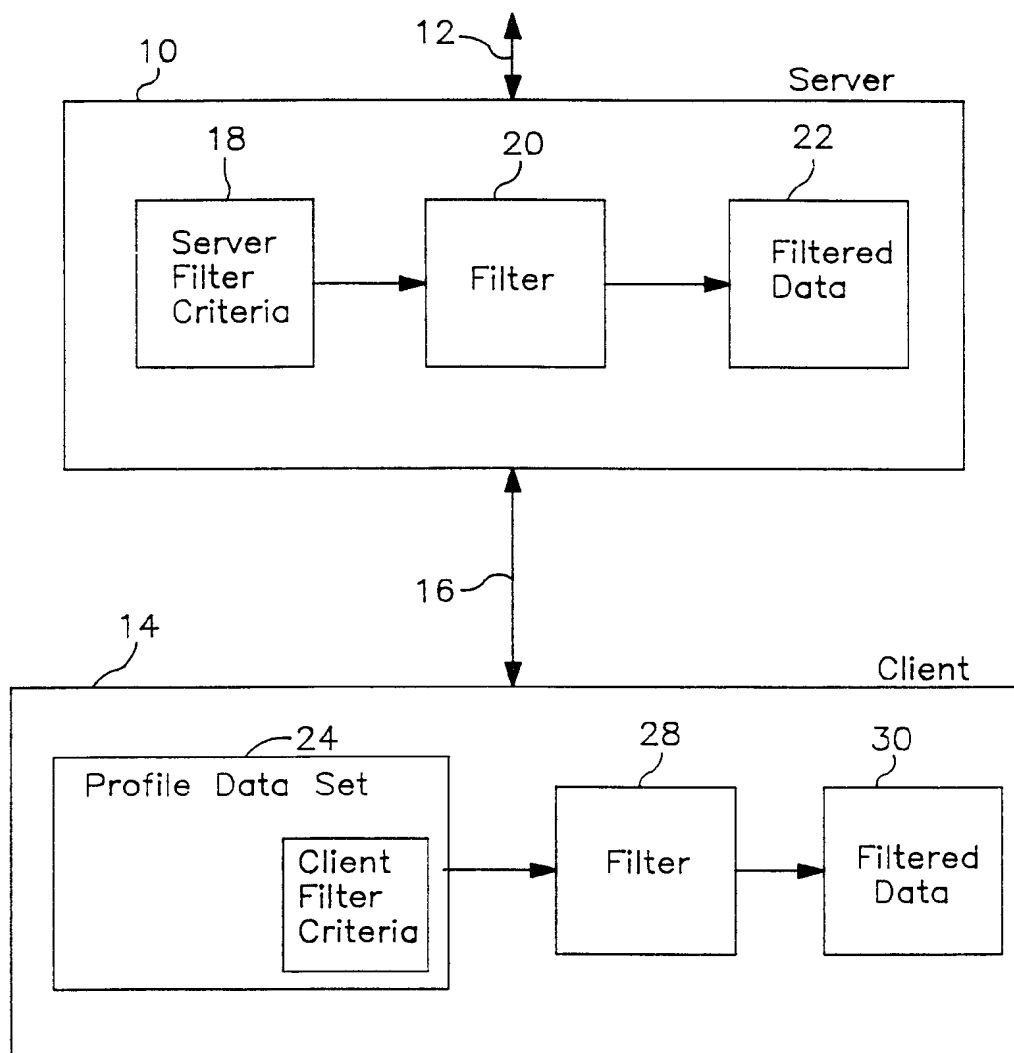 12
10
Server
18
20
22
Server
Filter
Criteria
Filter
Filtered
Data
16
14
Client
24
28
30
Profile Data Set
Client
Filter
Criteria
Filter
Filtered
Data